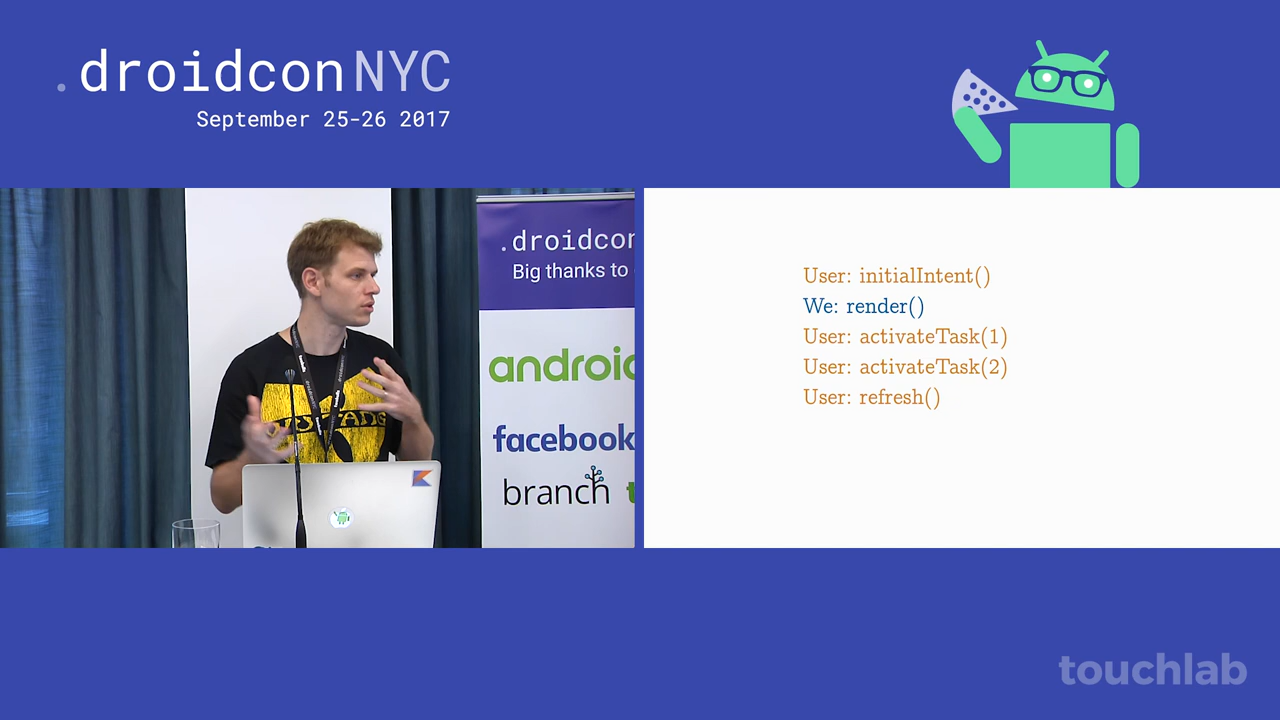 .droidcon NYC
September 25-26 2017
.droidcon
Big thanks to
android
facebook
branch
User: initialIntent()
We: render()
User: activateTask(1)
User: activateTask(2)
User: refresh()
touchlab